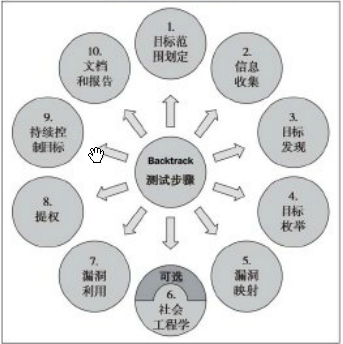 1.
目标范
围划定
2.
信息
收集
3.
目标
发现
4.
目标
枚举
5.
漏洞
映射
可选
6.
社会
工程学
7.
漏洞
利用
8.
提权
9.
持续控
制目标
10.
文档
和报告
Backtrack
测试步骤